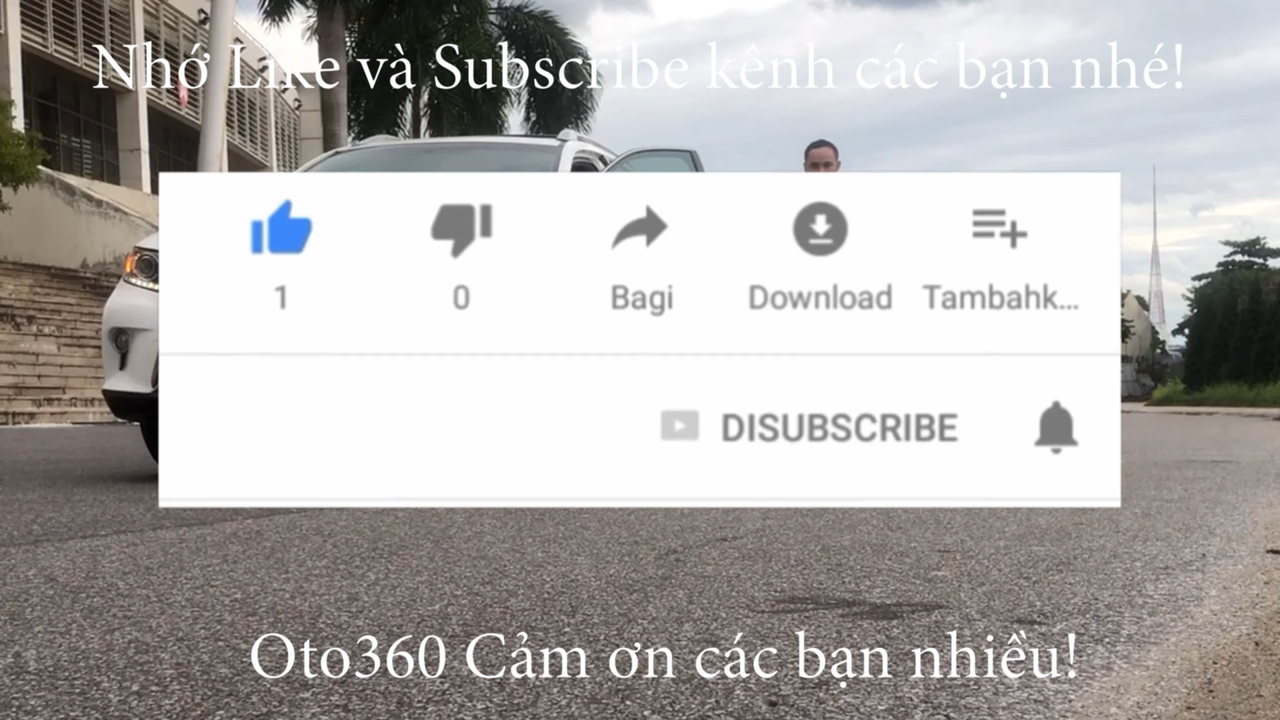 Nhớ Like và Subscribe kênh các bạn nhé!
1 0 Bagi Download Tambahk...
DISUBSCRIBE
Oto360 Cảm ơn các bạn nhiều!